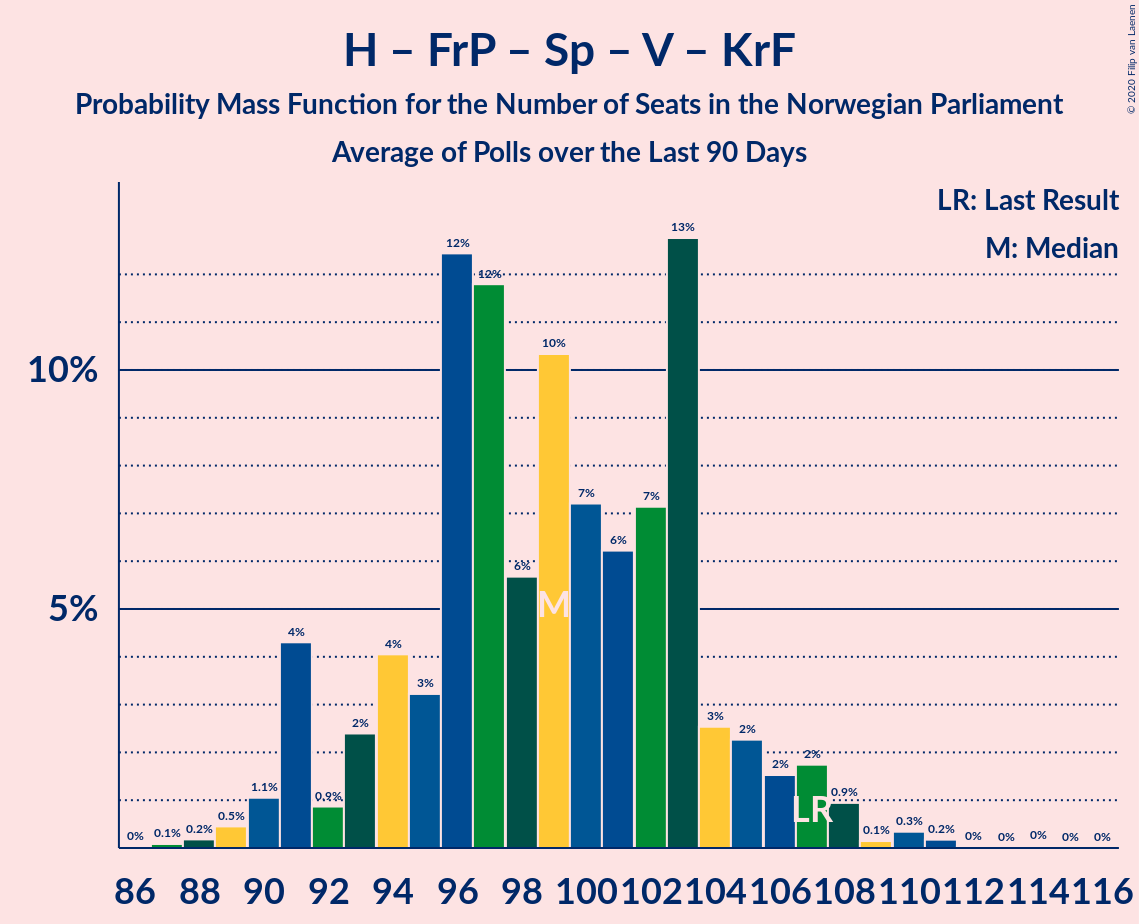 H – FrP – Sp – V – KrF
Probability Mass Function for the Number of Seats in the Norwegian Parliament
Average of Polls over the Last 90 Days
© 2020 Filip van Laenen
LR: Last Result
M: Median
10%
5%
0% 0.1% 0.2% 0.5% 1.1% 4% 0.9% 2% 4% 3% 12% 12% 6% 10% 7% 6% 7% 13% 3% 2% 2% 2% 0.9% 0.1% 0.3% 0.2% 0% 0% 0% 0% 0%
M
LR
86 88 90 92 94 96 98 100 102 104 106 108 110 112 114 116